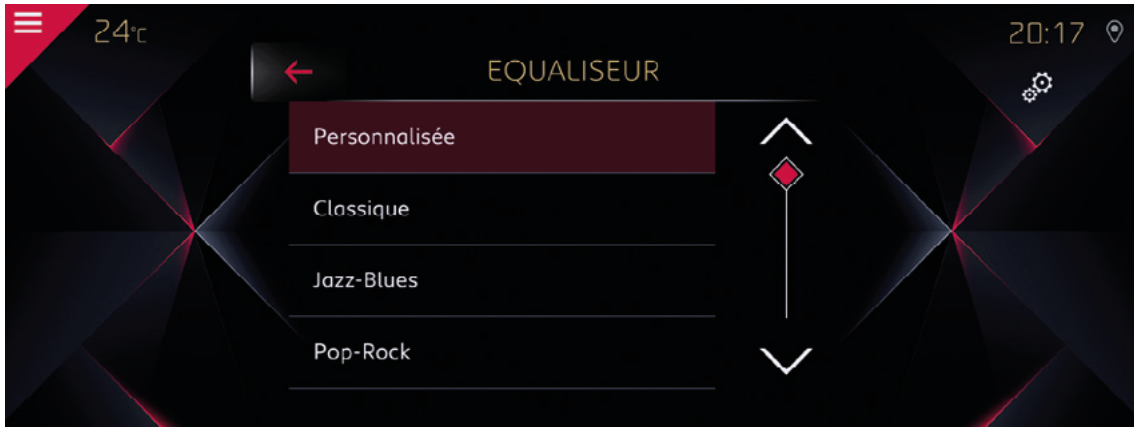 24°C
20:17
EQUALISEUR
Personnalisée
Classique
Jazz-Blues
Pop-Rock